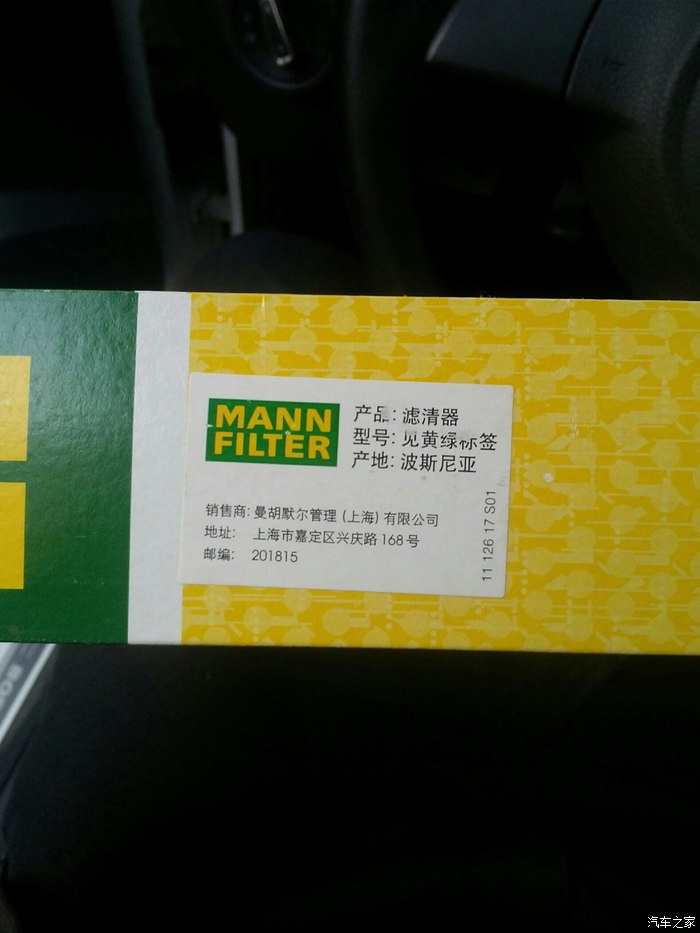 MANN
FILTER
产品: 滤清器
型号: 见黄绿标签
产地: 波斯尼亚
销售商: 曼胡默尔管理 (上海) 有限公司
地址: 上海市嘉定区兴庆路 168 号
邮编: 201815
11 126 17 S01
汽车之家